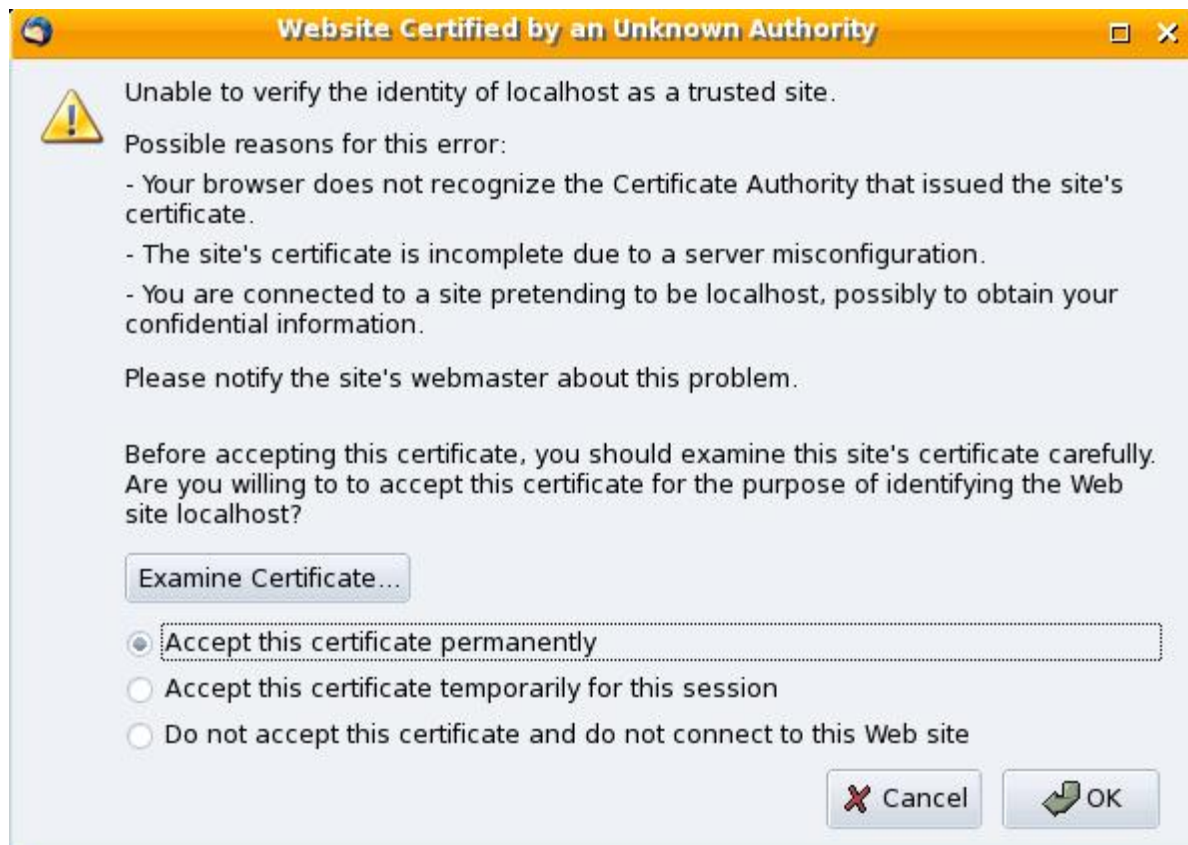 Website Certified by an Unknown Authority
Unable to verify the identity of localhost as a trusted site.
Possible reasons for this error:
- Your browser does not recognize the Certificate Authority that issued the site's
certificate.
- The site's certificate is incomplete due to a server misconfiguration.
- You are connected to a site pretending to be localhost, possibly to obtain your
confidential information.
Please notify the site's webmaster about this problem.
Before accepting this certificate, you should examine this site's certificate carefully.
Are you willing to to accept this certificate for the purpose of identifying the Web
site localhost?
Examine Certificate...
Accept this certificate permanently
Accept this certificate temporarily for this session
Do not accept this certificate and do not connect to this Web site
Cancel OK